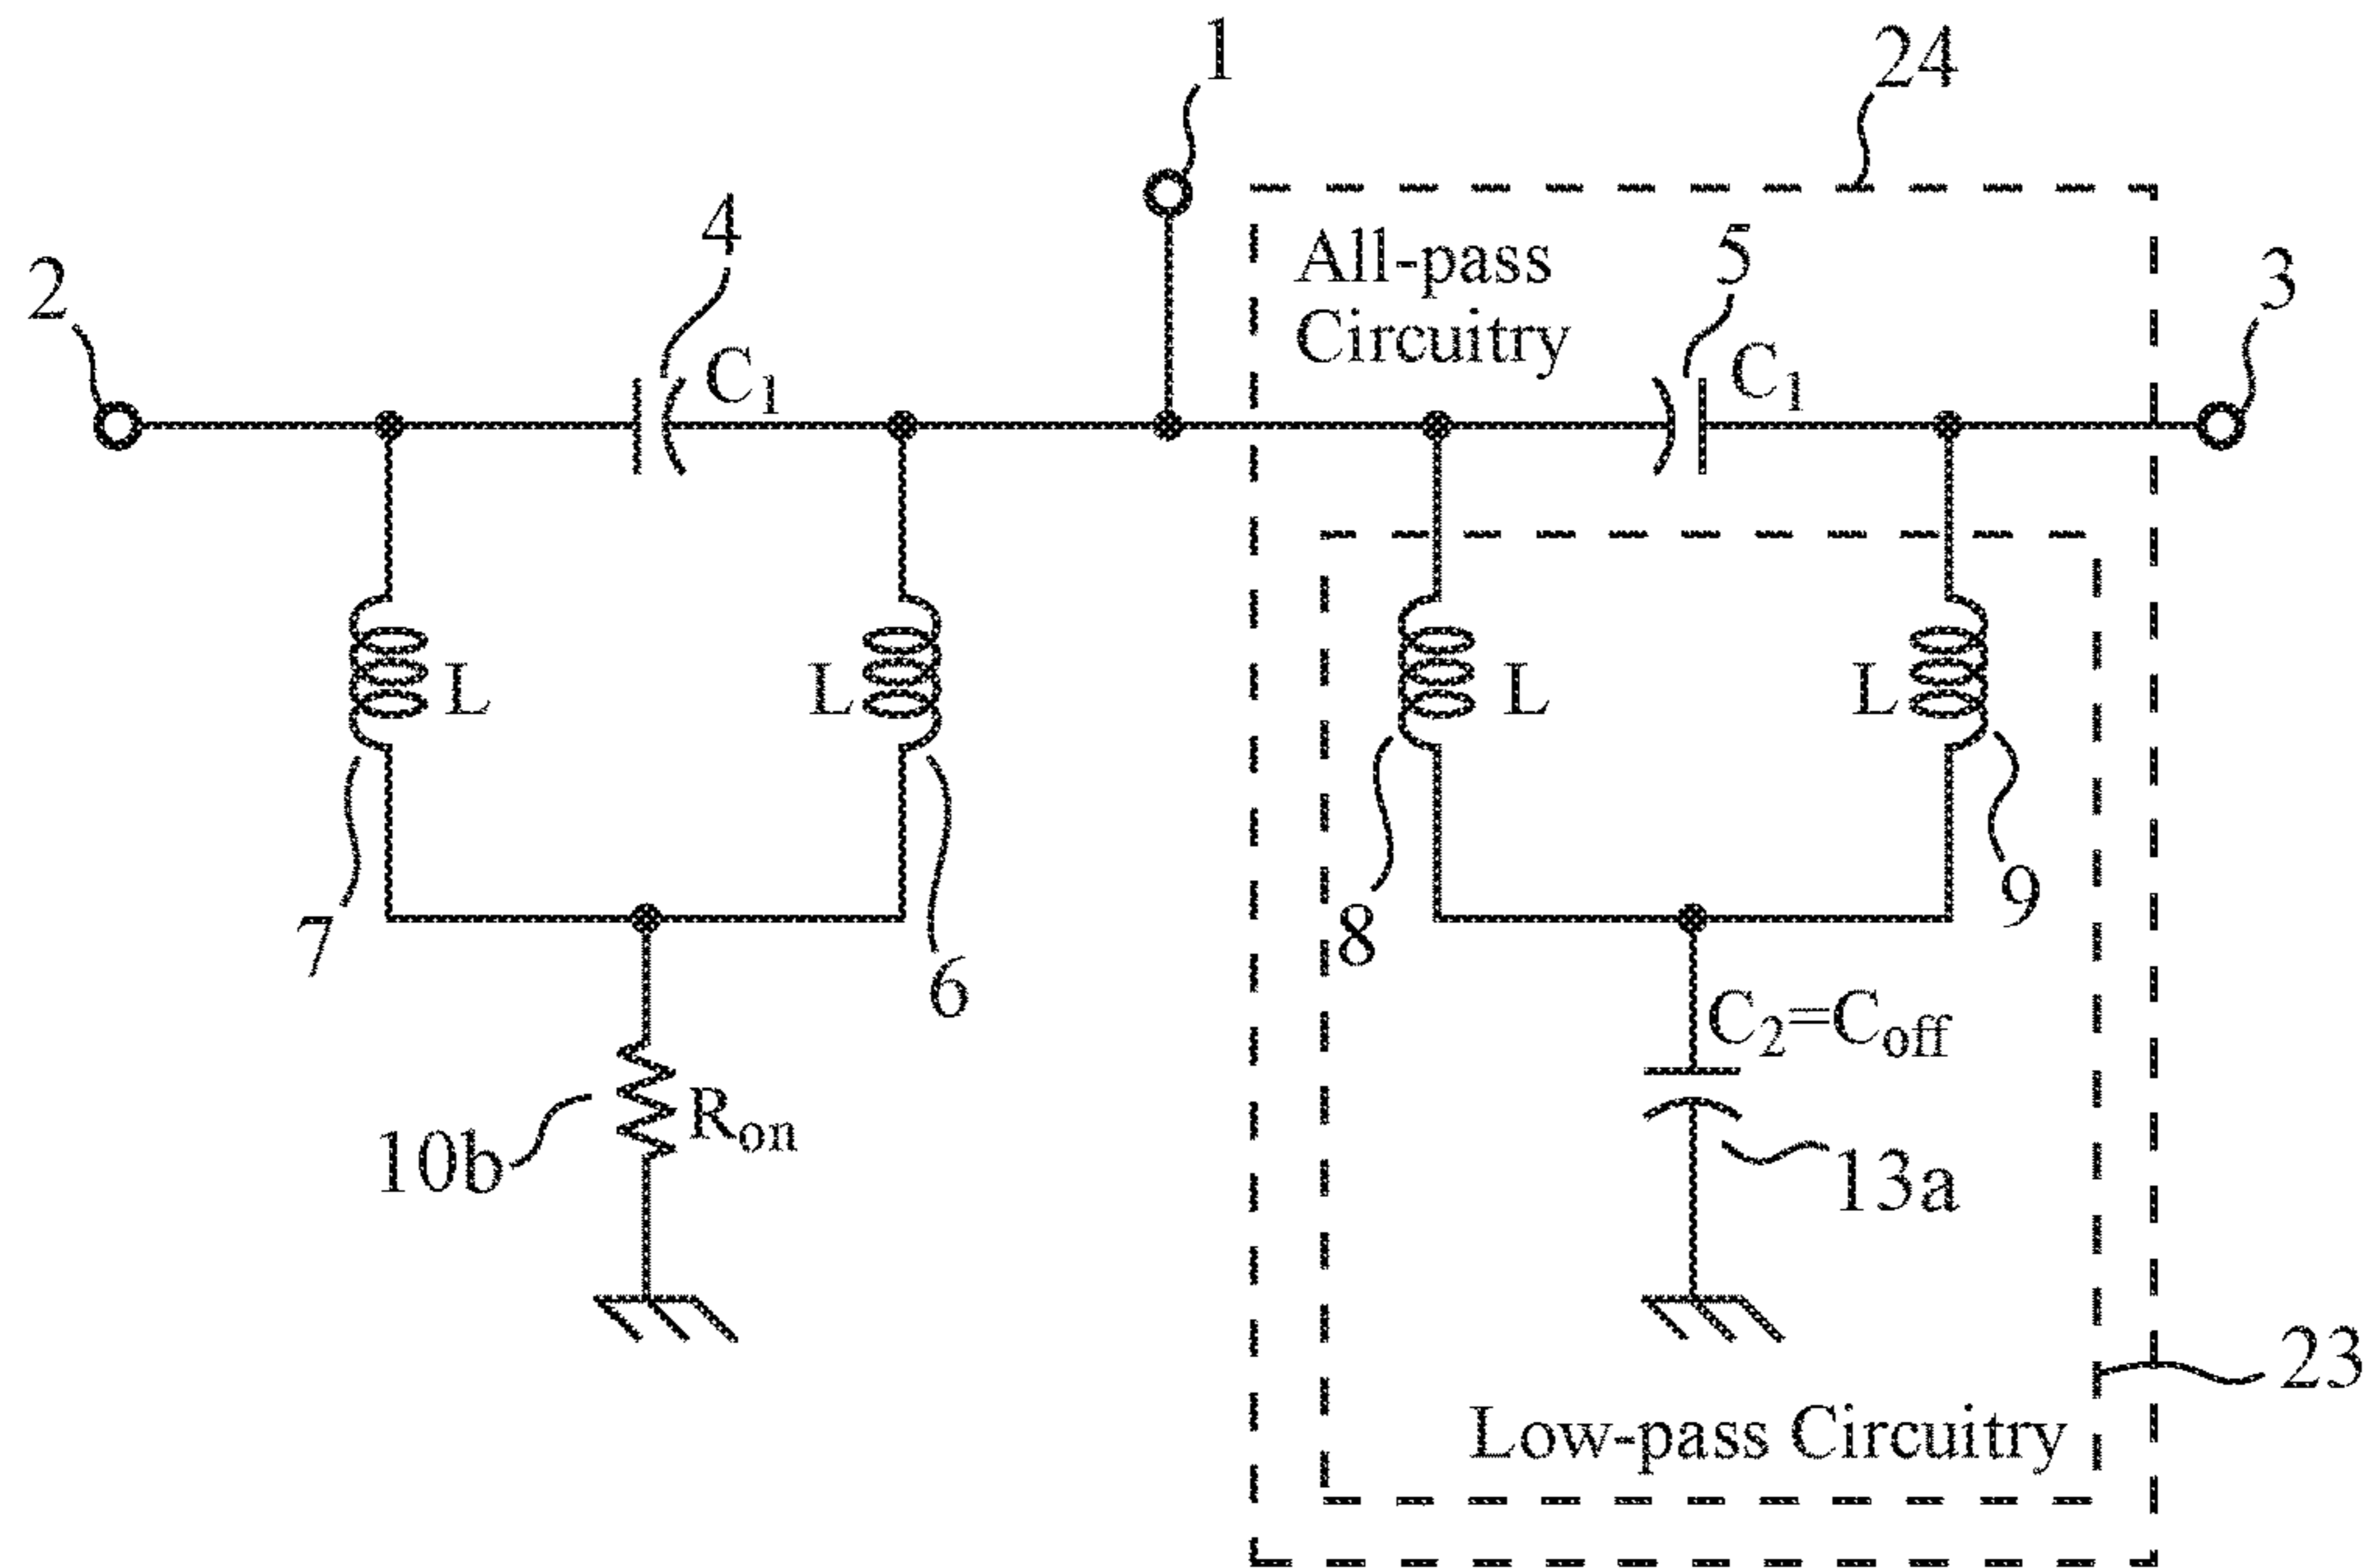 1
24
4
All-pass
Circuitry
5
2
3
C₁
C₁
L
L
L
L
7
6
8
9
C₂=Coff
Ron
10b
13a
23
Low-pass Circuitry